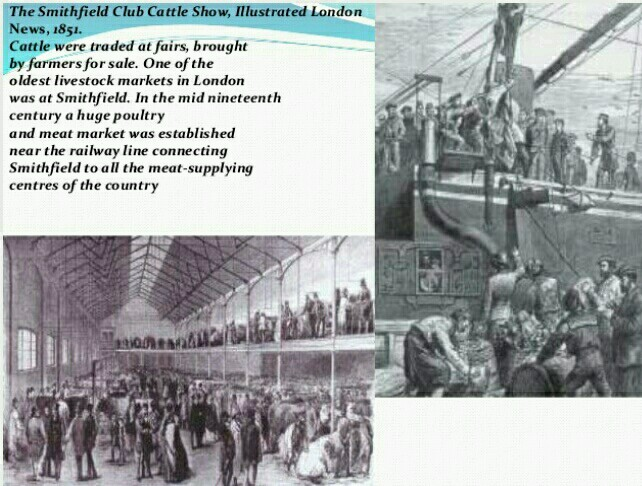 The Smithfield Club Cattle Show, Illustrated London
News, 1851.
Cattle were traded at fairs, brought
by farmers for sale. One of the
oldest livestock markets in London
was at Smithfield. In the mid nineteenth
century a huge poultry
and meat market was established
near the railway line connecting
Smithfield to all the meat-supplying
centres of the country